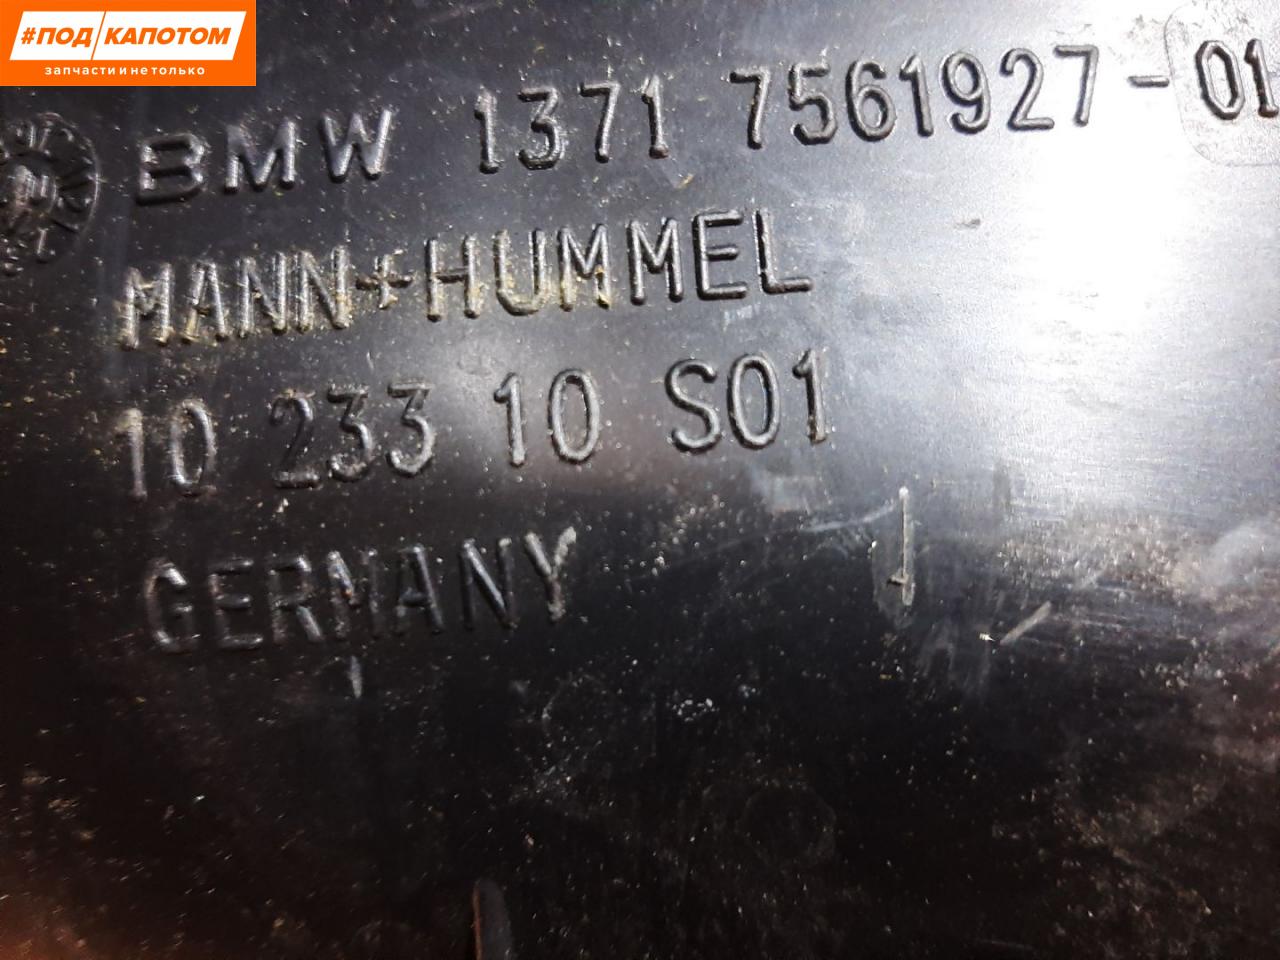 #ПОД КАПОТОМ
запчасти и не только
BMW 1371 7561927-01
MANN+HUMMEL
10 233 10 S01
GERMANY